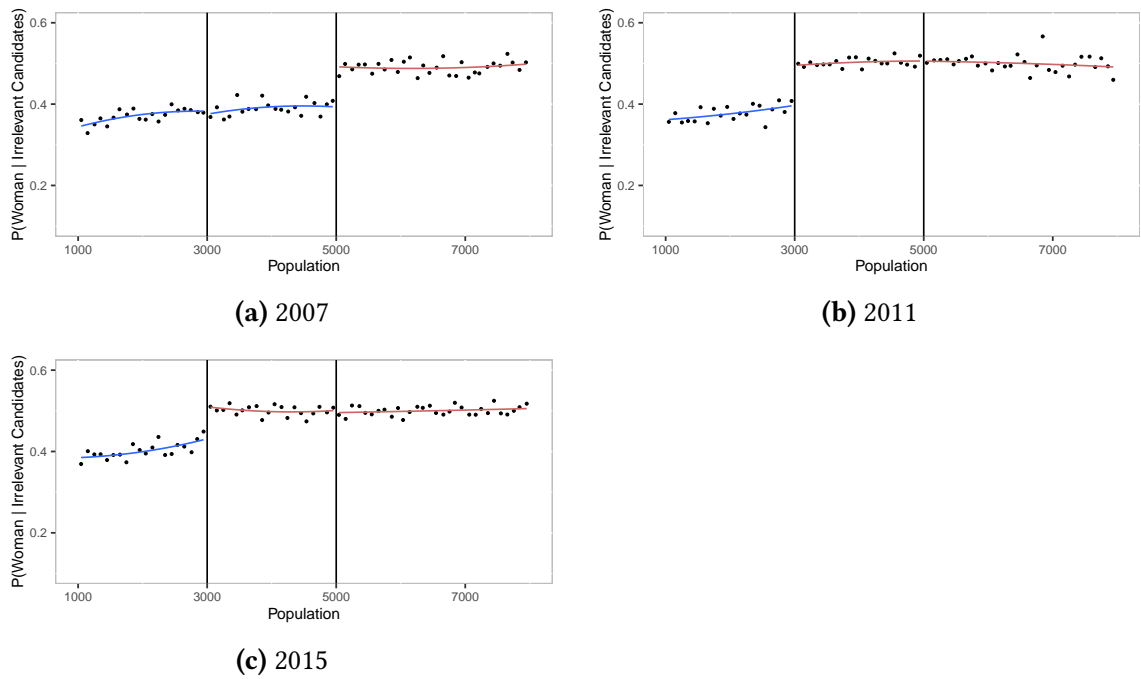 P(Woman | Irrelevant Candidates)
0.6
0.4
0.2
1000 3000 5000 7000
Population
(a) 2007
P(Woman | Irrelevant Candidates)
0.6
0.4
0.2
1000 3000 5000 7000
Population
(b) 2011
P(Woman | Irrelevant Candidates)
0.6
0.4
0.2
1000 3000 5000 7000
Population
(c) 2015